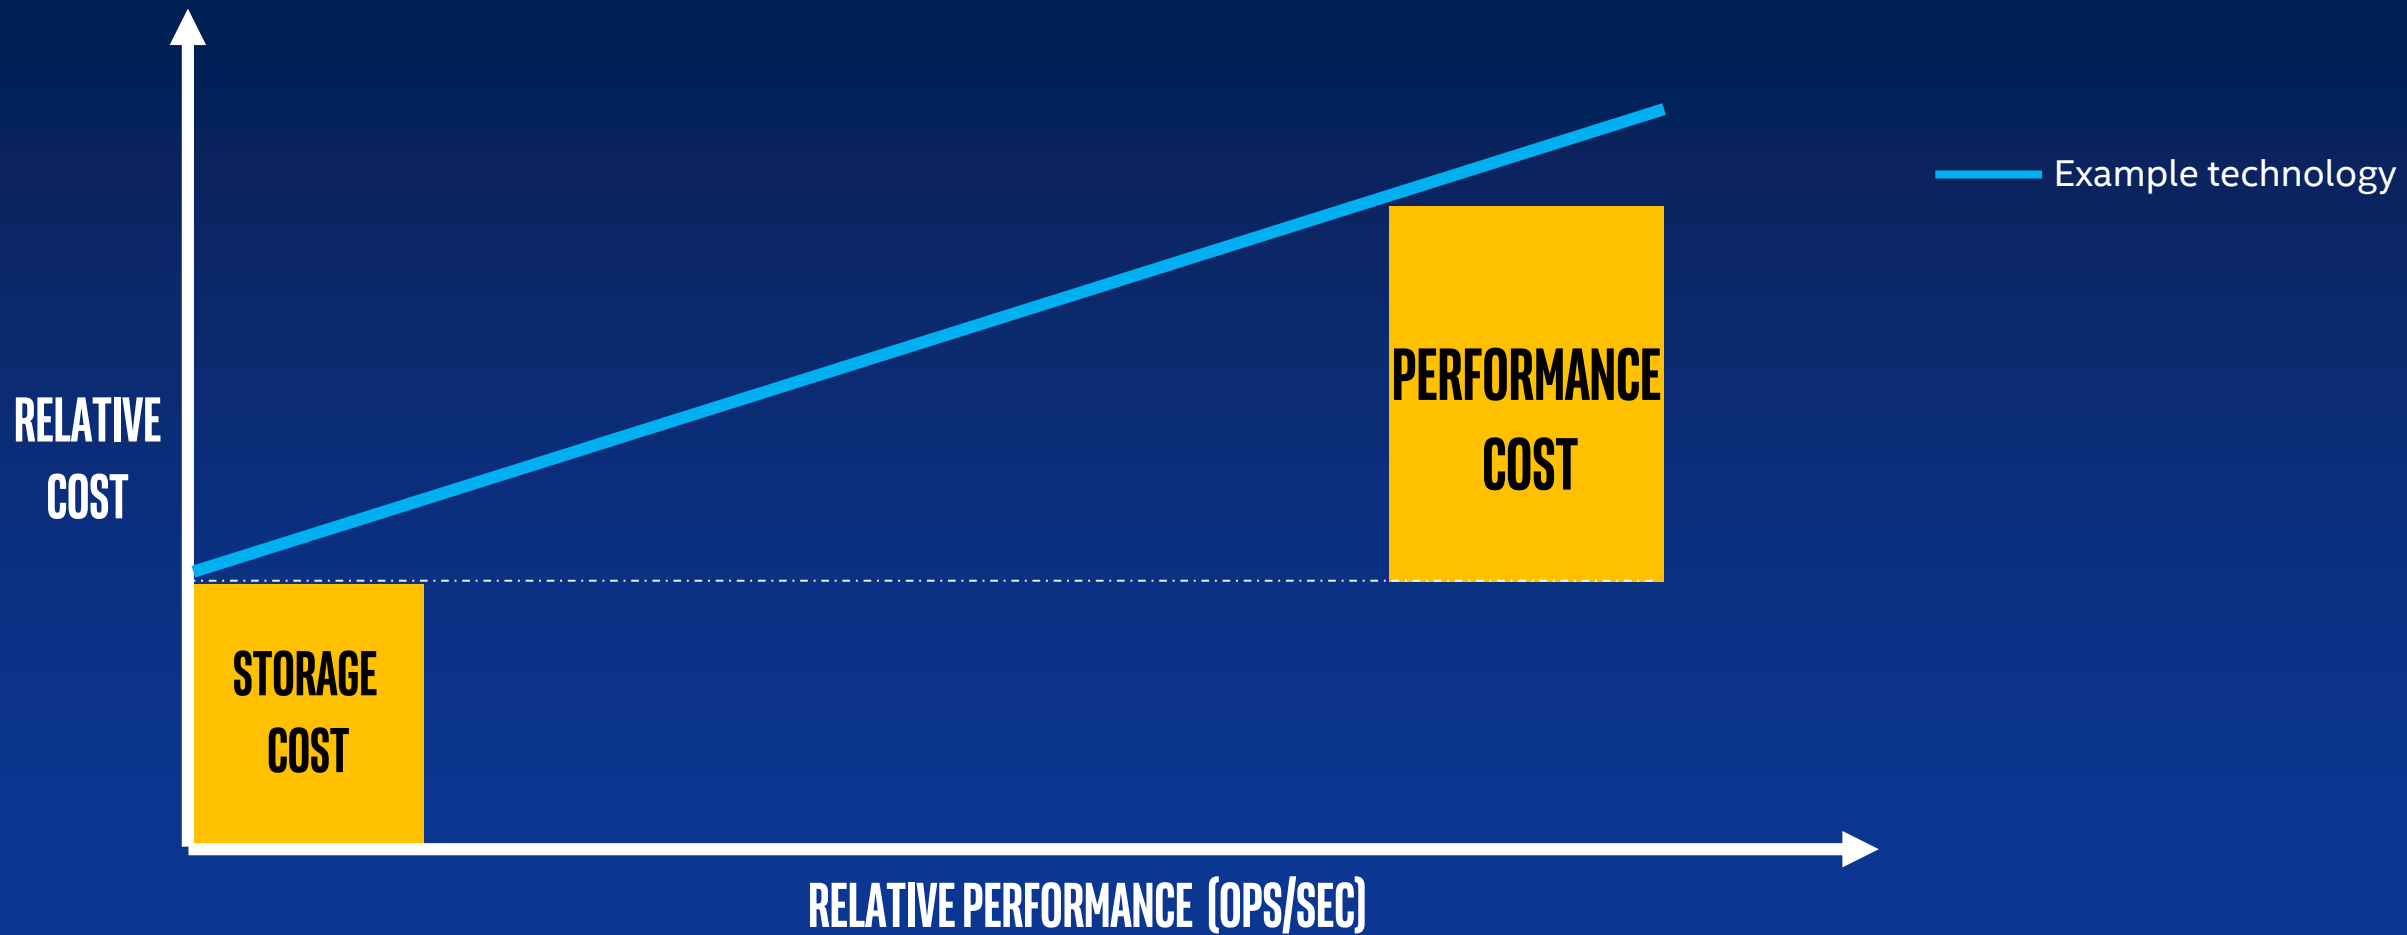 Example technology
PERFORMANCE
COST
RELATIVE
COST
STORAGE
COST
RELATIVE PERFORMANCE (OPS/SEC)